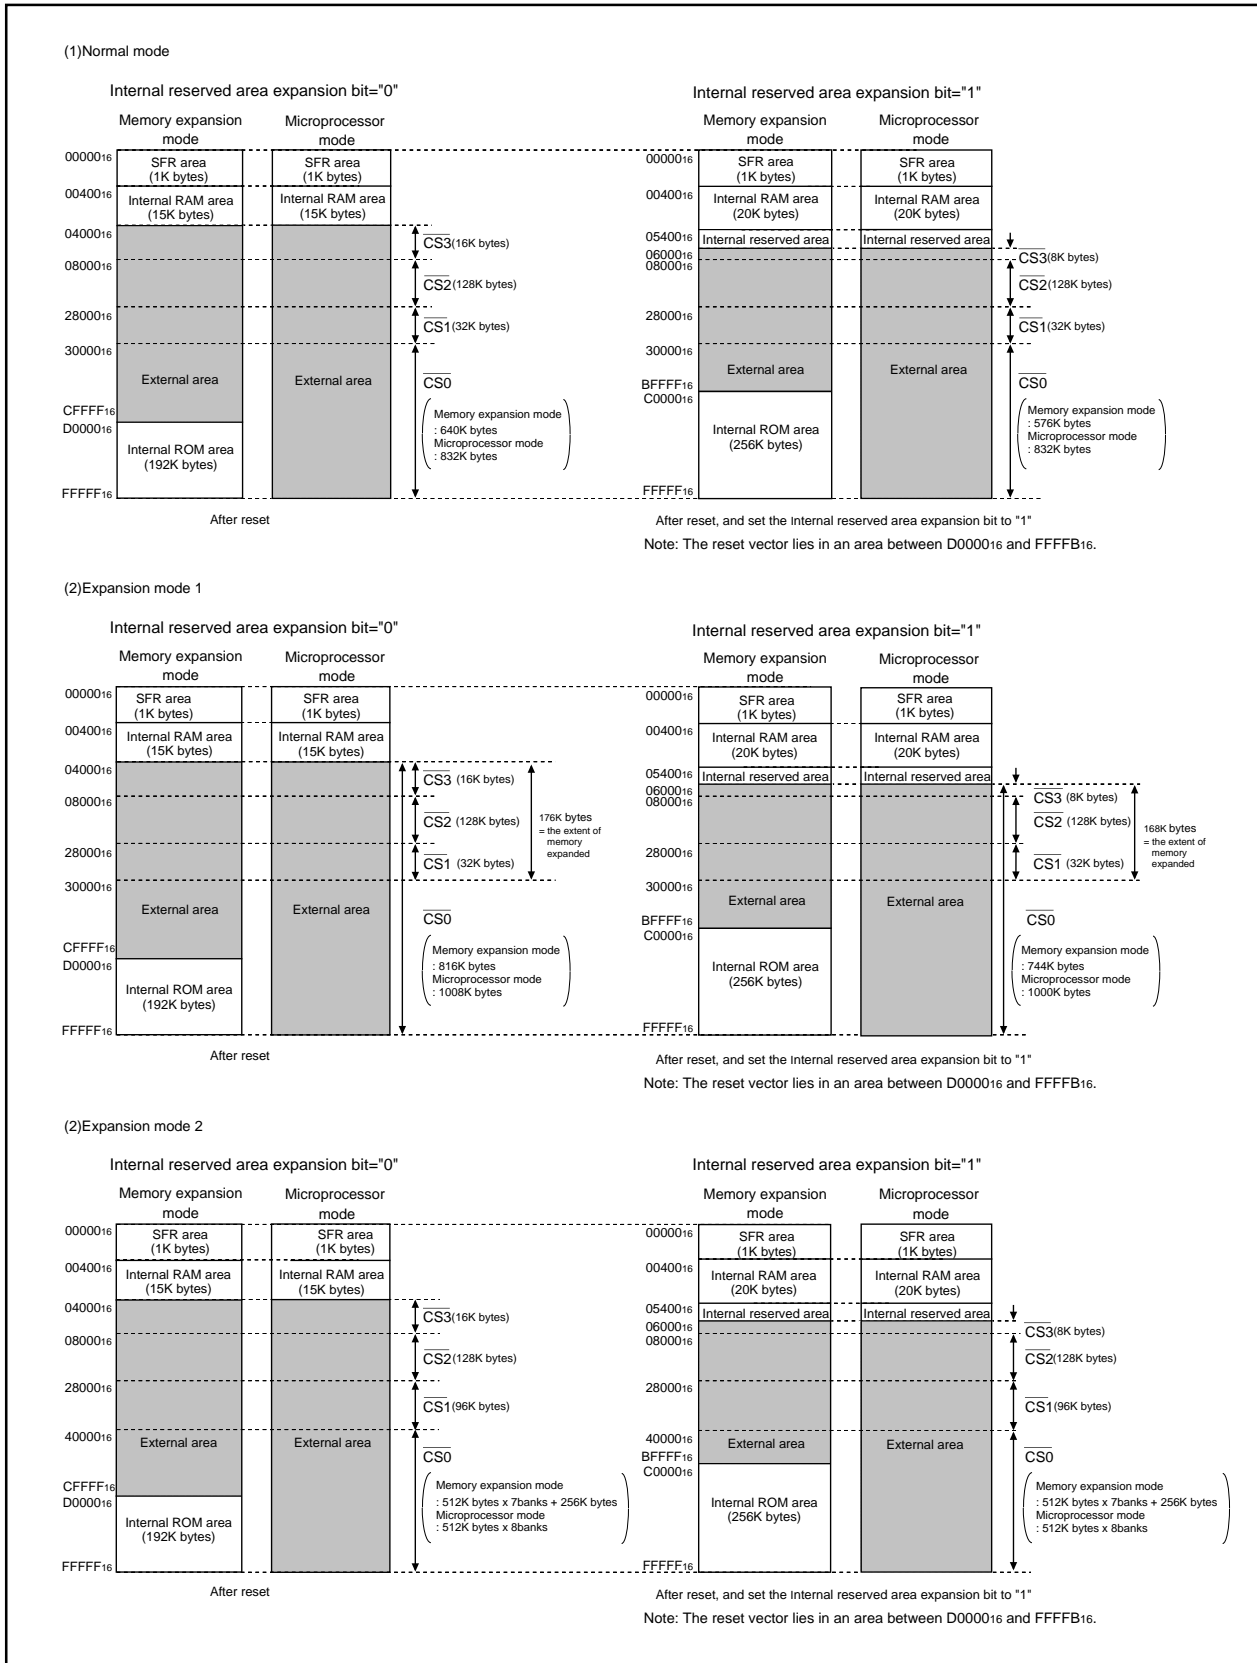 (1)Normal mode
Internal reserved area expansion bit="0"
Memory expansion
mode
Microprocessor
mode
0000016
SFR area
(1K bytes)
SFR area
(1K bytes)
0040016
Internal RAM area
(15K bytes)
Internal RAM area
(15K bytes)
0400016
CS3(16K bytes)
0800016
CS2(128K bytes)
2800016
CS1(32K bytes)
3000016
External area
External area
CS0
CFFFF16
D000016
Memory expansion mode
: 640K bytes
Microprocessor mode
: 832K bytes
Internal ROM area
(192K bytes)
FFFFF16
After reset
Internal reserved area expansion bit="1"
Memory expansion
mode
Microprocessor
mode
0000016
SFR area
(1K bytes)
SFR area
(1K bytes)
0040016
Internal RAM area
(20K bytes)
Internal RAM area
(20K bytes)
0540016
Internal reserved area
Internal reserved area
0600016
0800016
CS3(8K bytes)
CS2(128K bytes)
2800016
CS1(32K bytes)
3000016
External area
External area
CS0
BFFFF16
C000016
Memory expansion mode
: 576K bytes
Microprocessor mode
: 832K bytes
Internal ROM area
(256K bytes)
FFFFF16
After reset, and set the Internal reserved area expansion bit to "1"
Note: The reset vector lies in an area between D000016 and FFFFB16.
(2)Expansion mode 1
Internal reserved area expansion bit="0"
Memory expansion
mode
Microprocessor
mode
0000016
SFR area
(1K bytes)
SFR area
(1K bytes)
0040016
Internal RAM area
(15K bytes)
Internal RAM area
(15K bytes)
0400016
CS3 (16K bytes)
0800016
CS2 (128K bytes)
176K bytes
= the extent of
memory
expanded
2800016
CS1 (32K bytes)
3000016
External area
External area
CS0
CFFFF16
D000016
Memory expansion mode
: 816K bytes
Microprocessor mode
: 1008K bytes
Internal ROM area
(192K bytes)
FFFFF16
After reset
Internal reserved area expansion bit="1"
Memory expansion
mode
Microprocessor
mode
0000016
SFR area
(1K bytes)
SFR area
(1K bytes)
0040016
Internal RAM area
(20K bytes)
Internal RAM area
(20K bytes)
0540016
Internal reserved area
Internal reserved area
0600016
0800016
CS3 (8K bytes)
CS2 (128K bytes)
168K bytes
= the extent of
memory
expanded
2800016
CS1 (32K bytes)
3000016
External area
External area
CS0
BFFFF16
C000016
Memory expansion mode
: 744K bytes
Microprocessor mode
: 1000K bytes
Internal ROM area
(256K bytes)
FFFFF16
After reset, and set the Internal reserved area expansion bit to "1"
Note: The reset vector lies in an area between D000016 and FFFFB16.
(2)Expansion mode 2
Internal reserved area expansion bit="0"
Memory expansion
mode
Microprocessor
mode
0000016
SFR area
(1K bytes)
SFR area
(1K bytes)
0040016
Internal RAM area
(15K bytes)
Internal RAM area
(15K bytes)
0400016
CS3(16K bytes)
0800016
CS2(128K bytes)
2800016
CS1(96K bytes)
4000016
External area
External area
CS0
CFFFF16
D000016
Memory expansion mode
: 512K bytes x 7banks + 256K bytes
Microprocessor mode
: 512K bytes x 8banks
Internal ROM area
(192K bytes)
FFFFF16
After reset
Internal reserved area expansion bit="1"
Memory expansion
mode
Microprocessor
mode
0000016
SFR area
(1K bytes)
SFR area
(1K bytes)
0040016
Internal RAM area
(20K bytes)
Internal RAM area
(20K bytes)
0540016
Internal reserved area
Internal reserved area
0600016
0800016
CS3(8K bytes)
CS2(128K bytes)
2800016
CS1(96K bytes)
4000016
External area
External area
CS0
BFFFF16
C000016
Memory expansion mode
: 512K bytes x 7banks + 256K bytes
Microprocessor mode
: 512K bytes x 8banks
Internal ROM area
(256K bytes)
FFFFF16
After reset, and set the Internal reserved area expansion bit to "1"
Note: The reset vector lies in an area between D000016 and FFFFB16.